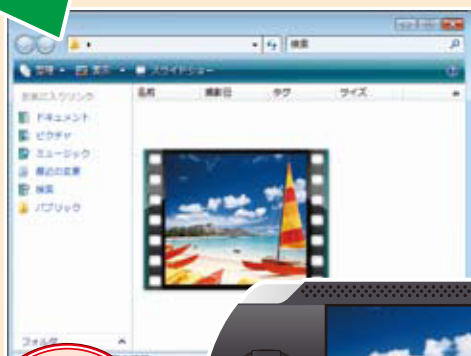 検索
整理 表示 スライドショー
お気に入りリンク
名前 撮影日 タグ サイズ
ドキュメント
ピクチャ
ミュージック
最近の変更
検索
パブリック
フォルダ